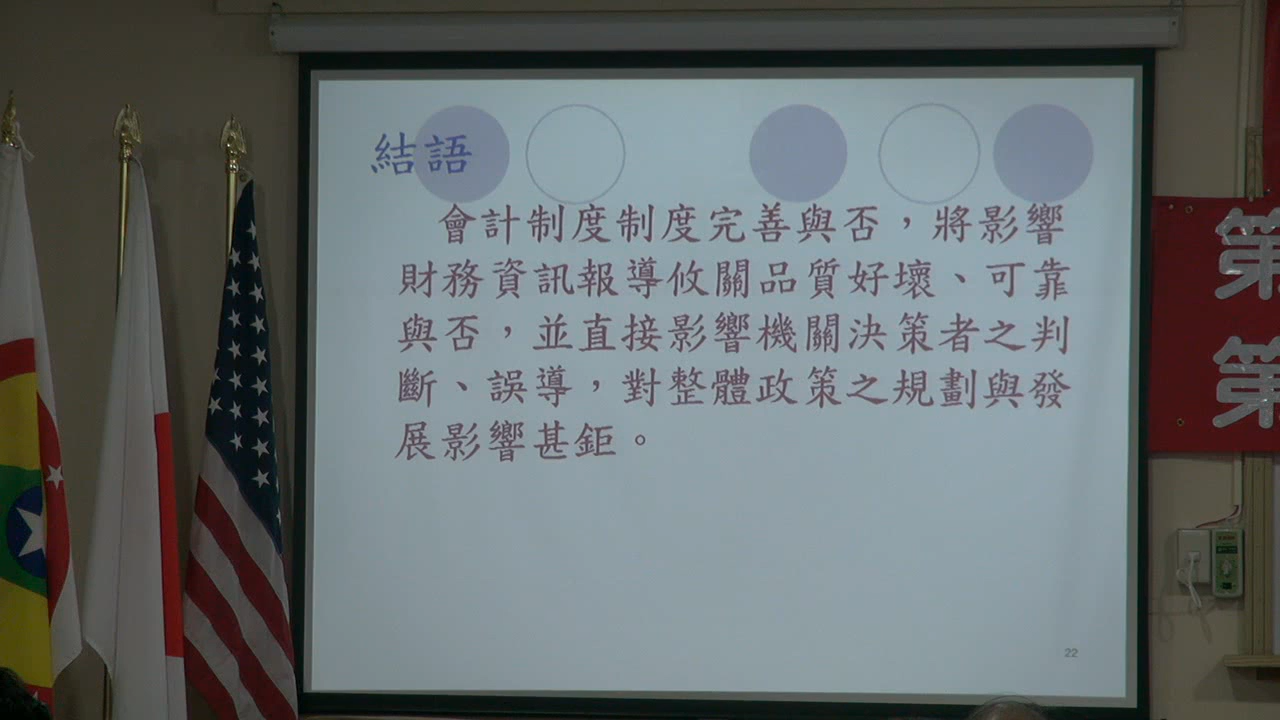 結語
會計制度制度完善與否，將影響
財務資訊報導攸關品質好壞、可靠
與否，並直接影響機關決策者之判
斷、誤導，對整體政策之規劃與發
展影響甚鉅。
22
第
第